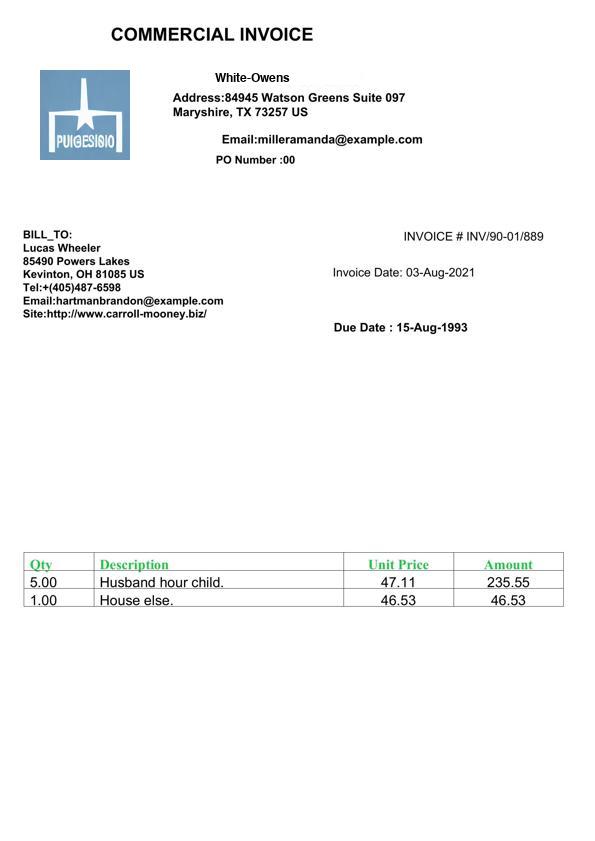 COMMERCIAL INVOICE
White-Owens
PUIGESISIO
Address:84945 Watson Greens Suite 097
Maryshire, TX 73257 US
Email:milleramanda@example.com
PO Number :00
BILL_TO:
Lucas Wheeler
85490 Powers Lakes
Kevinton, OH 81085 US
Tel:+(405)487-6598
Email:hartmanbrandon@example.com
Site:http://www.carroll-mooney.biz/
INVOICE # INV/90-01/889
Invoice Date: 03-Aug-2021
Due Date : 15-Aug-1993
Qty Description Unit Price Amount
5.00 Husband hour child. 47.11 235.55
1.00 House else. 46.53 46.53